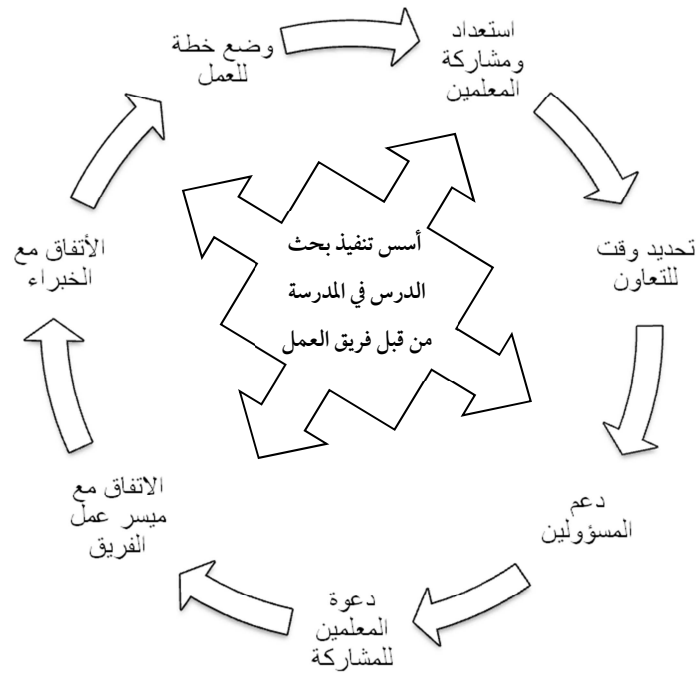 استعداد
ومشاركة
المعلمين
تحديد وقت
للتعاون
دعم
المسؤولين
دعوة
المعلمين
للمشاركة
الاتفاق مع
ميسر عمل
الفريق
الأتفاق مع
الخبراء
وضع خطة
للعمل
أسس تنفيذ بحث
الدرس في المدرسة
من قبل فريق العمل